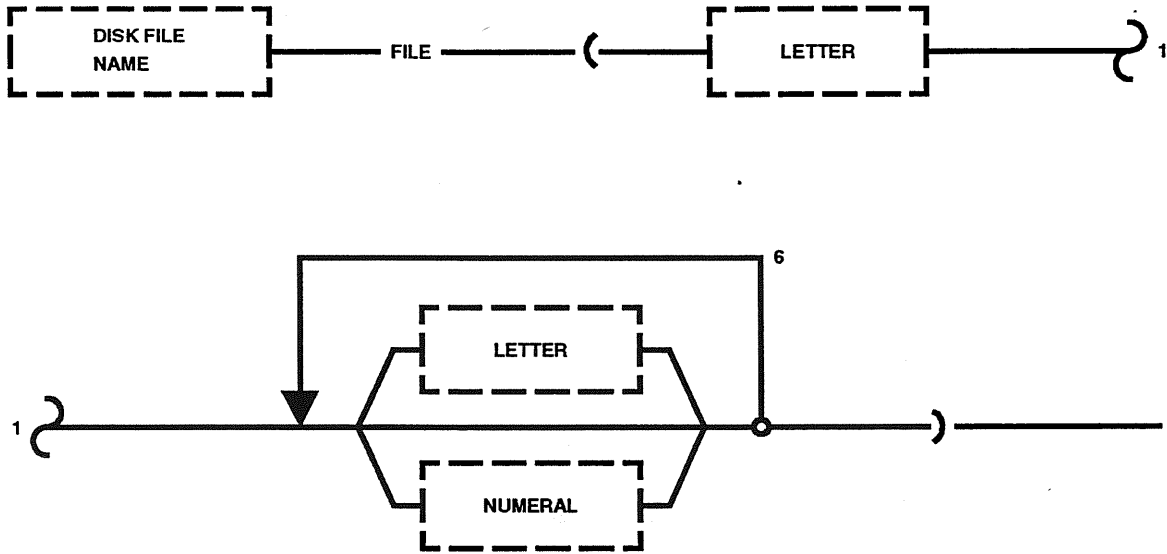 DISK FILE
NAME
FILE
(
LETTER
1
6
LETTER
1
)
NUMERAL